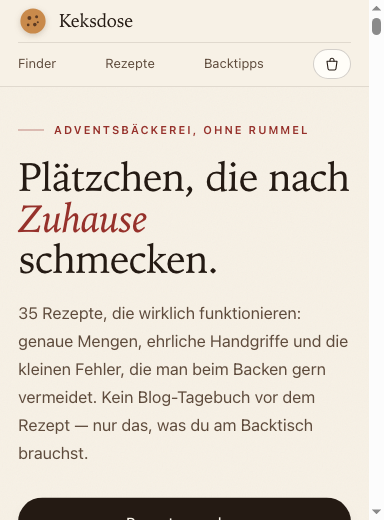 Keksdose
Finder Rezepte Backtipps
ADVENTSBÄCKEREI, OHNE RUMMEL
Plätzchen, die nach
Zuhause
schmecken.
35 Rezepte, die wirklich funktionieren:
genaue Mengen, ehrliche Handgriffe und die
kleinen Fehler, die man beim Backen gern
vermeidet. Kein Blog-Tagebuch vor dem
Rezept — nur das, was du am Backtisch
brauchst.